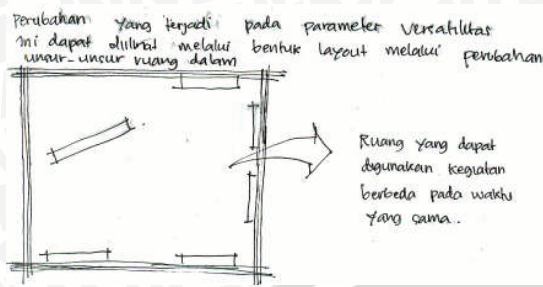 Perubahan yang terjadi pada parameter versatilitas
ini dapat dilihat melalui bentuk layout melalui perubahan
unsur-unsur ruang dalam
Ruang yang dapat
digunakan kegiatan
berbeda pada waktu
yang sama.